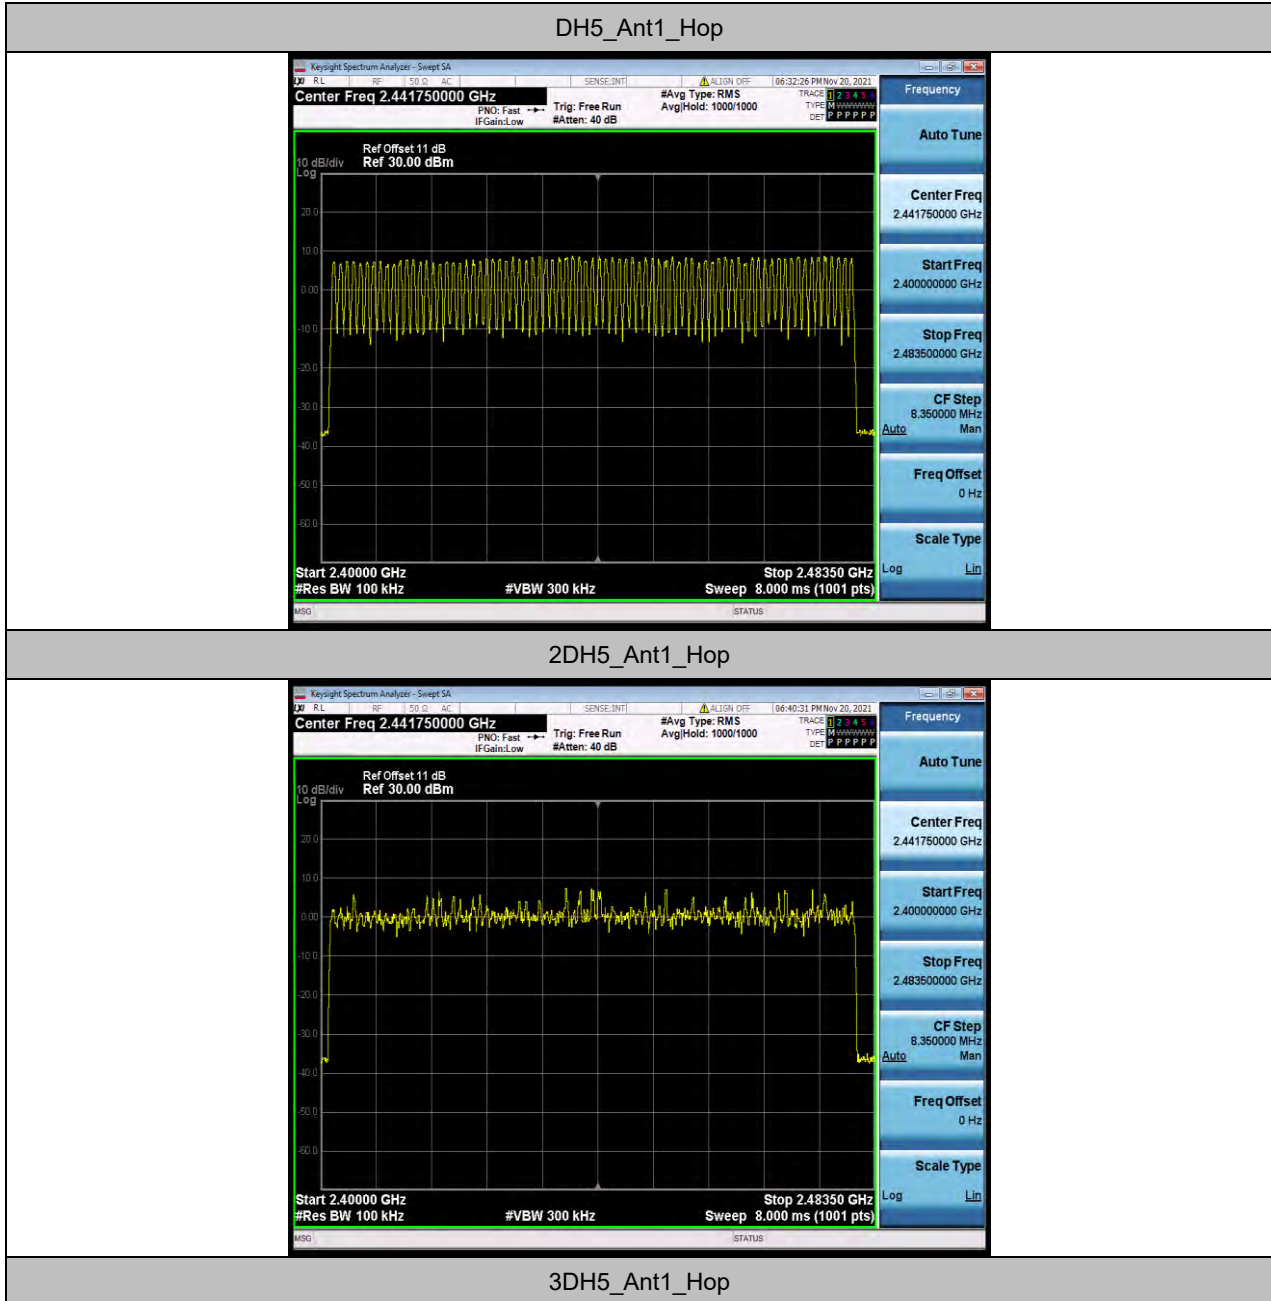 DH5_Ant1_Hop
Keysight Spectrum Analyzer - Swept SA
LXI RL RF 50 Ω AC SENSE:INT ALIGN OFF 06:32:26 PM Nov 20, 2021
Center Freq 2.441750000 GHz #Avg Type: RMS TRACE 1 2 3 4 5 6 Frequency
PNO: Fast Trig: Free Run Avg|Hold: 1000/1000 TYPE M WWWWW
IFGain:Low #Atten: 40 dB DET P P P P P P
Auto Tune
Ref Offset 11 dB
10 dB/div Ref 30.00 dBm
Log
Center Freq
2.441750000 GHz
20.0
10.0
Start Freq
2.400000000 GHz
0.00
-10.0
Stop Freq
2.483500000 GHz
-20.0
-30.0
CF Step
8.350000 MHz
Auto Man
-40.0
-50.0
Freq Offset
0 Hz
-60.0
Scale Type
Start 2.40000 GHz Stop 2.48350 GHz
Log Lin
#Res BW 100 kHz #VBW 300 kHz Sweep 8.000 ms (1001 pts)
MSG STATUS
2DH5_Ant1_Hop
Keysight Spectrum Analyzer - Swept SA
LXI RL RF 50 Ω AC SENSE:INT ALIGN OFF 06:40:31 PM Nov 20, 2021
Center Freq 2.441750000 GHz #Avg Type: RMS TRACE 1 2 3 4 5 6 Frequency
PNO: Fast Trig: Free Run Avg|Hold: 1000/1000 TYPE M WWWWW
IFGain:Low #Atten: 40 dB DET P P P P P P
Auto Tune
Ref Offset 11 dB
10 dB/div Ref 30.00 dBm
Log
Center Freq
2.441750000 GHz
20.0
10.0
Start Freq
2.400000000 GHz
0.00
-10.0
Stop Freq
2.483500000 GHz
-20.0
-30.0
CF Step
8.350000 MHz
Auto Man
-40.0
-50.0
Freq Offset
0 Hz
-60.0
Scale Type
Start 2.40000 GHz Stop 2.48350 GHz
Log Lin
#Res BW 100 kHz #VBW 300 kHz Sweep 8.000 ms (1001 pts)
MSG STATUS
3DH5_Ant1_Hop